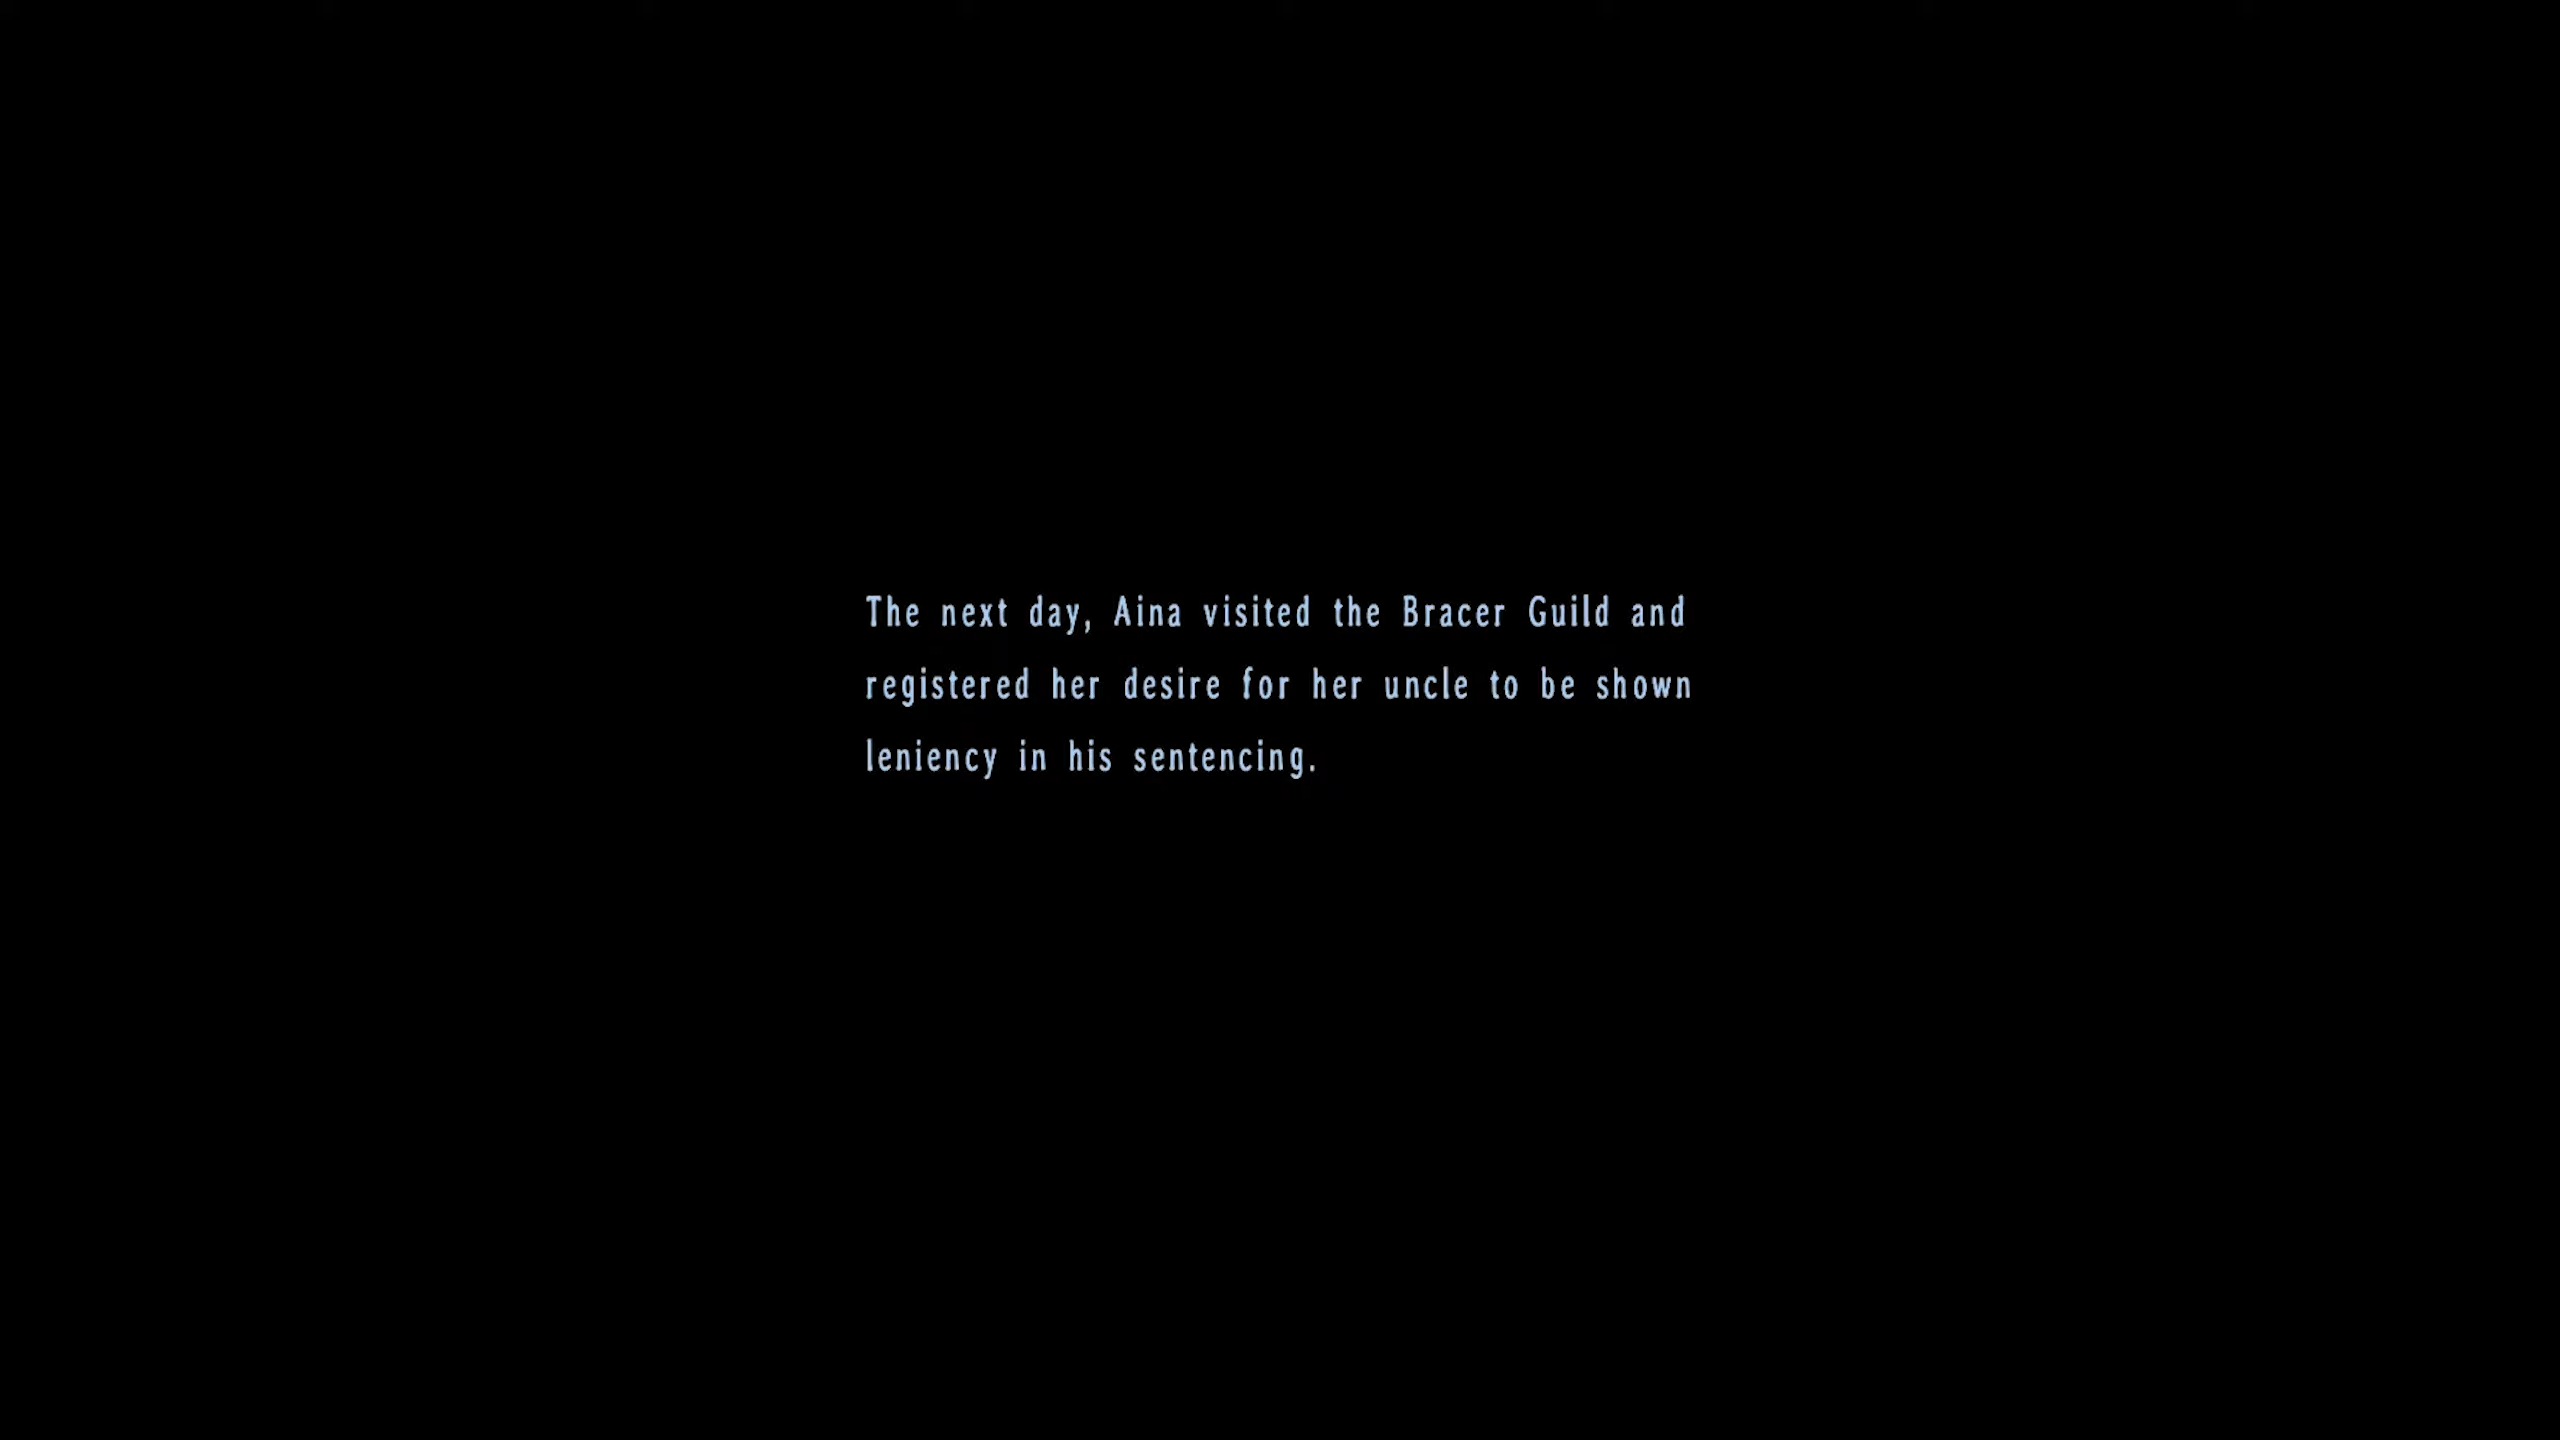 The next day, Aina visited the Bracer Guild and
registered her desire for her uncle to be shown
leniency in his sentencing.